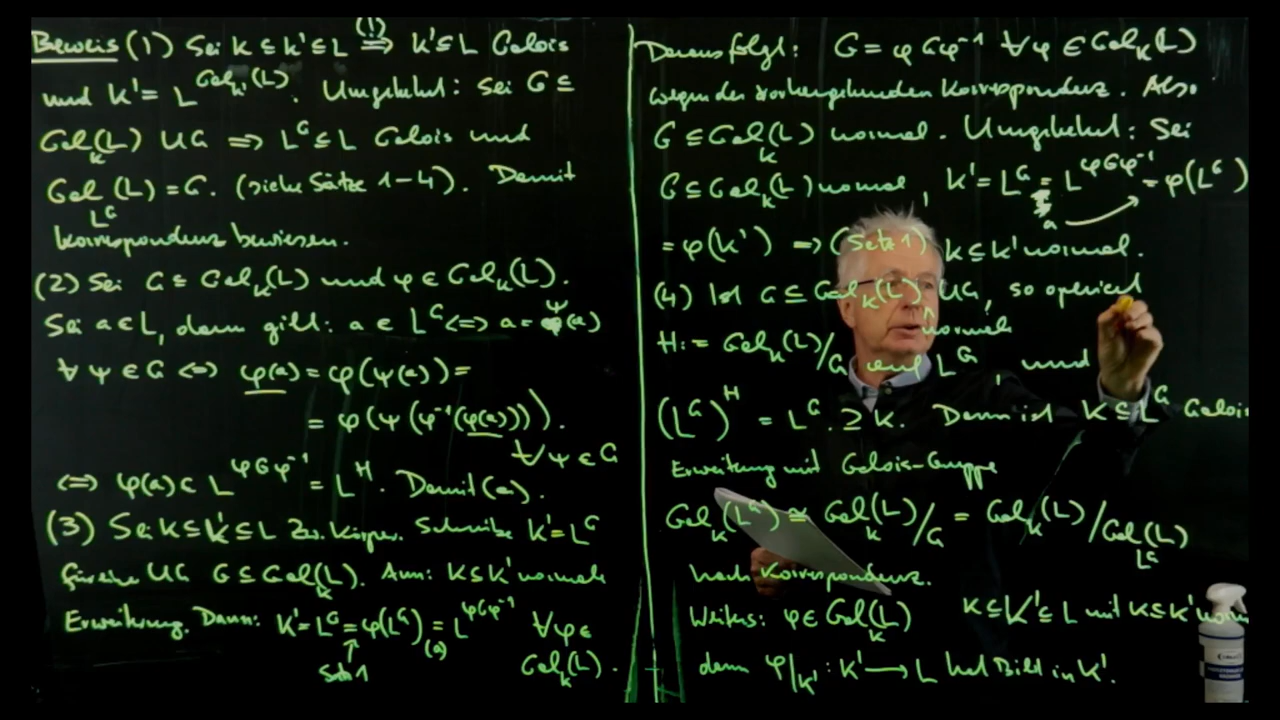 Beweis (1) Sei K ⊆ K' ⊆ L (!) ⟹ K' ⊆ L Galois
und K' = L^{Gal_{K'}(L)}. Umgekehrt: Sei G ⊆
Gal_K(L) UG ⟹ L^G ⊆ L Galois und
Gal_{L^G}(L) = G. (siehe Sätze 1-4). Damit
Korrespondenz bewiesen.
(2) Sei G ⊆ Gal_K(L) und φ ∈ Gal_K(L).
Sei a ∈ L, dann gilt: a ∈ L^G ⟺ a = ψ(a)
∀ ψ ∈ G ⟺ φ(a) = φ(ψ(a)) =
= φ(ψ(φ^{-1}(φ(a)))).
∀ ψ ∈ G
⟺ φ(a) ∈ L^{φGφ^{-1}} = L^H. Damit (a).
(3) Sei K ⊆ K' ⊆ L Zw. Körper. Schreibe K' = L^G
für eine UG G ⊆ Gal_K(L). Ann: K ⊆ K' normale
Erweiterung. Dann: K' = L^G = φ(L^G) = L^{φGφ^{-1}} ∀φ ∈
↑ (a)
Satz 1 Gal_K(L).
Daraus folgt: G = φGφ^{-1} ∀φ ∈ Gal_K(L)
wegen der vorhergehenden Korrespondenz. Also
G ⊆ Gal_K(L) normal. Umgekehrt: Sei
G ⊆ Gal_K(L) normal, K' = L^G = L^{φGφ^{-1}} = φ(L^G)
a
= φ(K') ⟹ (Satz 1) K ⊆ K' normal.
(4) Ist G ⊆ Gal_K(L) UG, so operiert
normale
H := Gal_K(L)/G auf L^G, und
(L^G)^H = L^G ⊇ K. Dann ist K ⊆ L^G Galois
Erweiterung mit Galois-Gruppe
Gal_K(L^G) ≅ Gal_K(L)/G = Gal_K(L)/Gal_{L^G}(L)
nach Korrespondenz.
Weiters: φ ∈ Gal_K(L) K ⊆ K' ⊆ L mit K ⊆ K' norm
dann φ/_{K'} : K' ⟶ L hat Bild in K'.